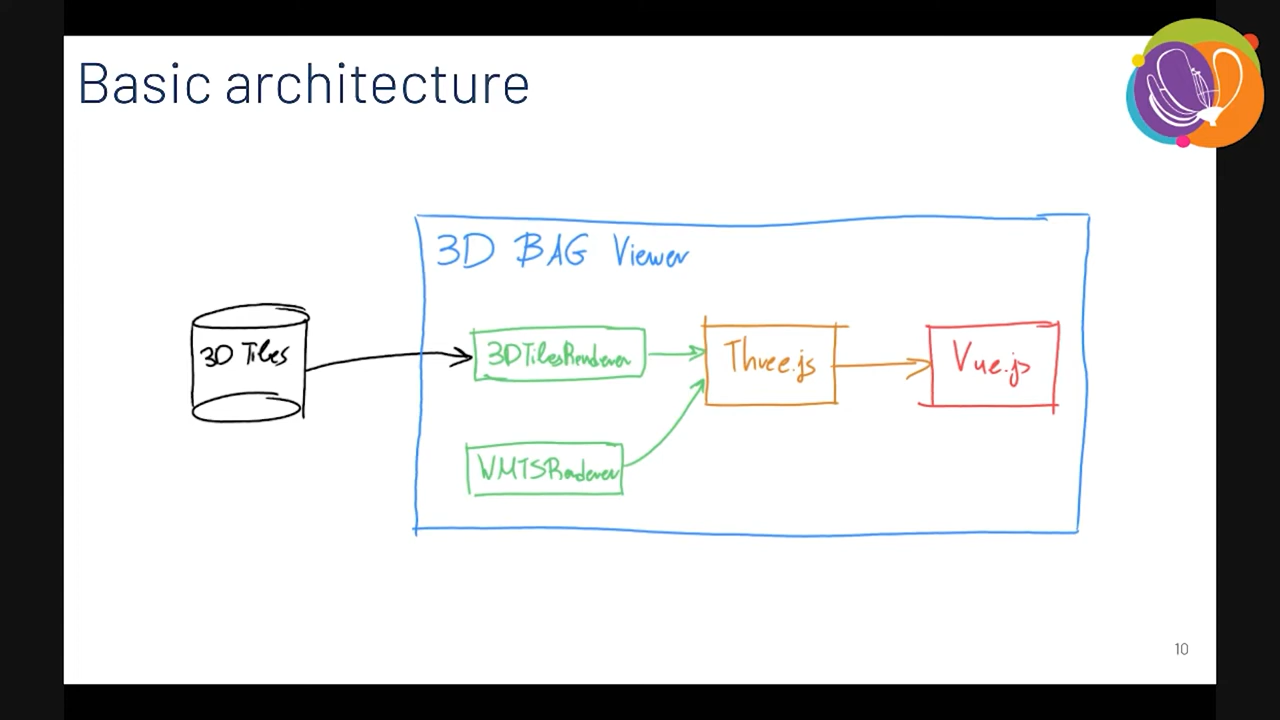 Basic architecture
3D BAG Viewer
3D Tiles
3DTilesRenderer
Three.js
Vue.js
WMTSRenderer
10